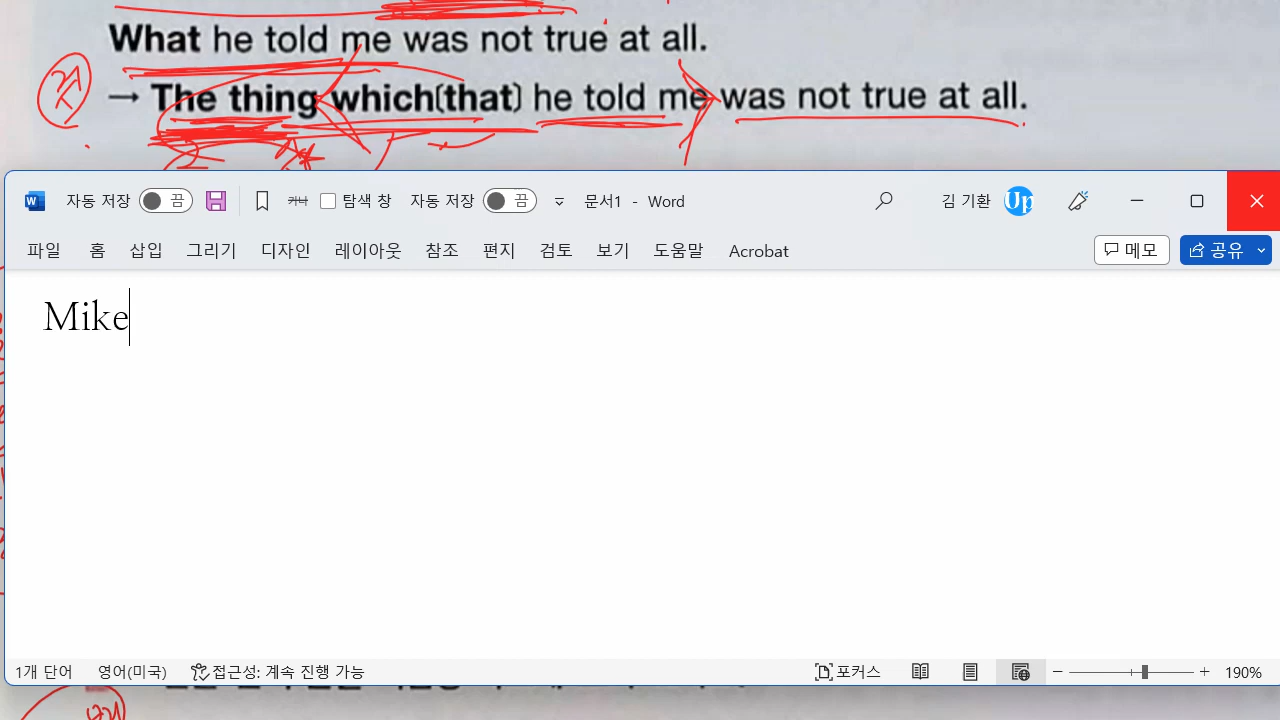 What he told me was not true at all.
→ The thing which(that) he told me was not true at all.
자동 저장 끔 가나 탐색 창 자동 저장 끔 문서1 - Word 김 기환 Up
파일 홈 삽입 그리기 디자인 레이아웃 참조 편지 검토 보기 도움말 Acrobat 메모 공유
Mike
1개 단어 영어(미국) 접근성: 계속 진행 가능 포커스 190%